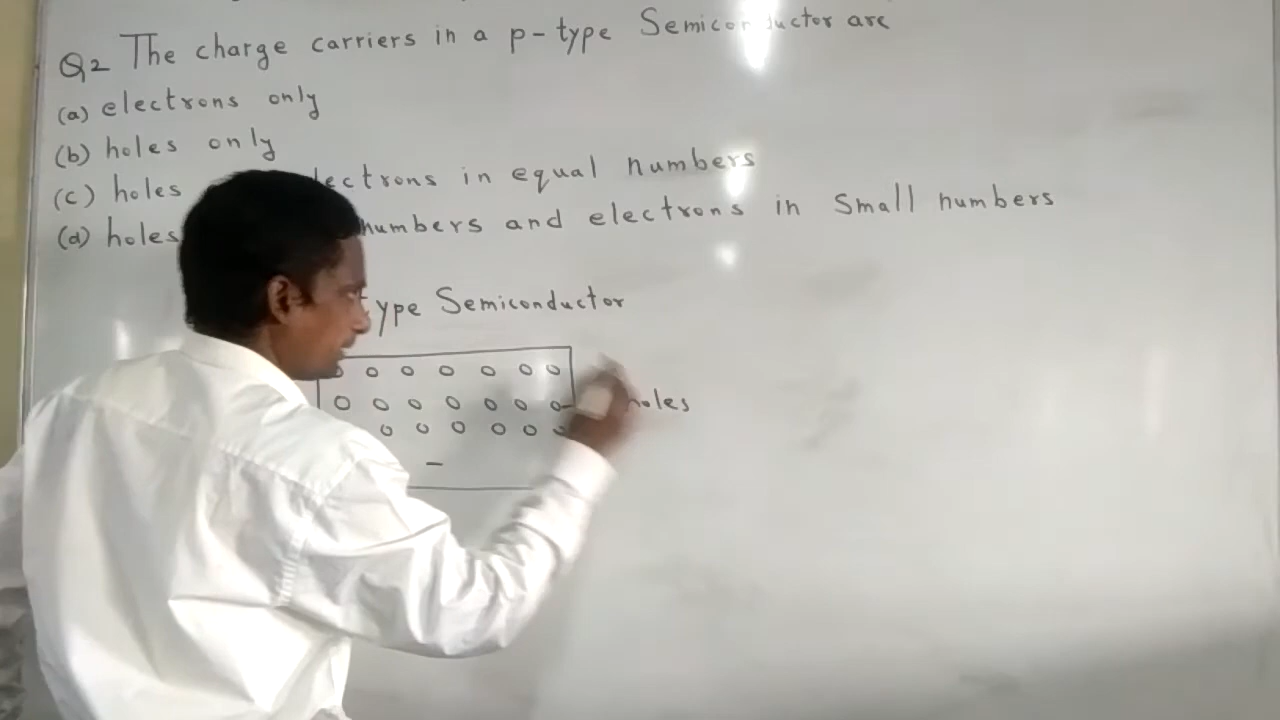 Q2 The charge carriers in a p-type Semiconductor are
(a) electrons only
(b) holes only
(c) holes electrons in equal numbers
(d) holes numbers and electrons in small numbers
type Semiconductor
holes